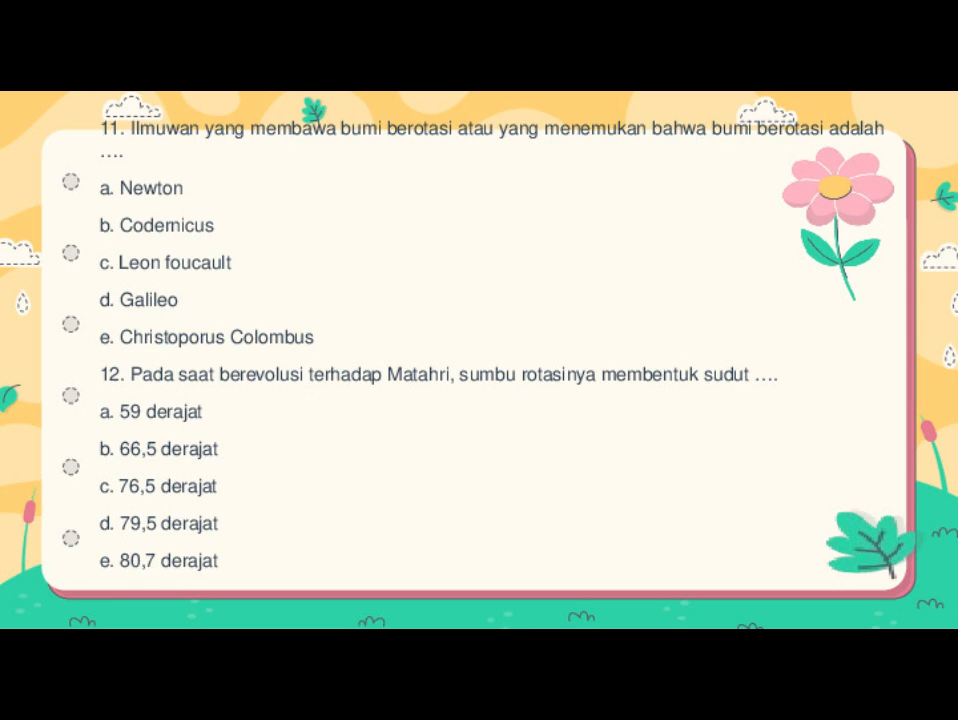 11. Ilmuwan yang membawa bumi berotasi atau yang menemukan bahwa bumi berotasi adalah
....
a. Newton
b. Codernicus
c. Leon foucault
d. Galileo
e. Christoporus Colombus
12. Pada saat berevolusi terhadap Matahri, sumbu rotasinya membentuk sudut ....
a. 59 derajat
b. 66,5 derajat
c. 76,5 derajat
d. 79,5 derajat
e. 80,7 derajat